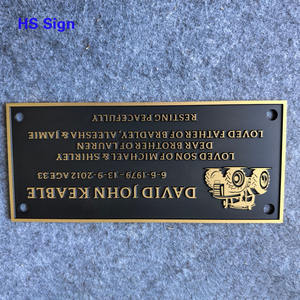 HS Sign
DAVID JOHN KEABLE
6-6-1979 - 13-9-2012 AGE 33
LOVED SON OF MICHAEL & SHIRLEY
DEAR BROTHER OF LAUREN
LOVED FATHER OF BRADLEY, ALEESHA & JAMIE
RESTING PEACEFULLY